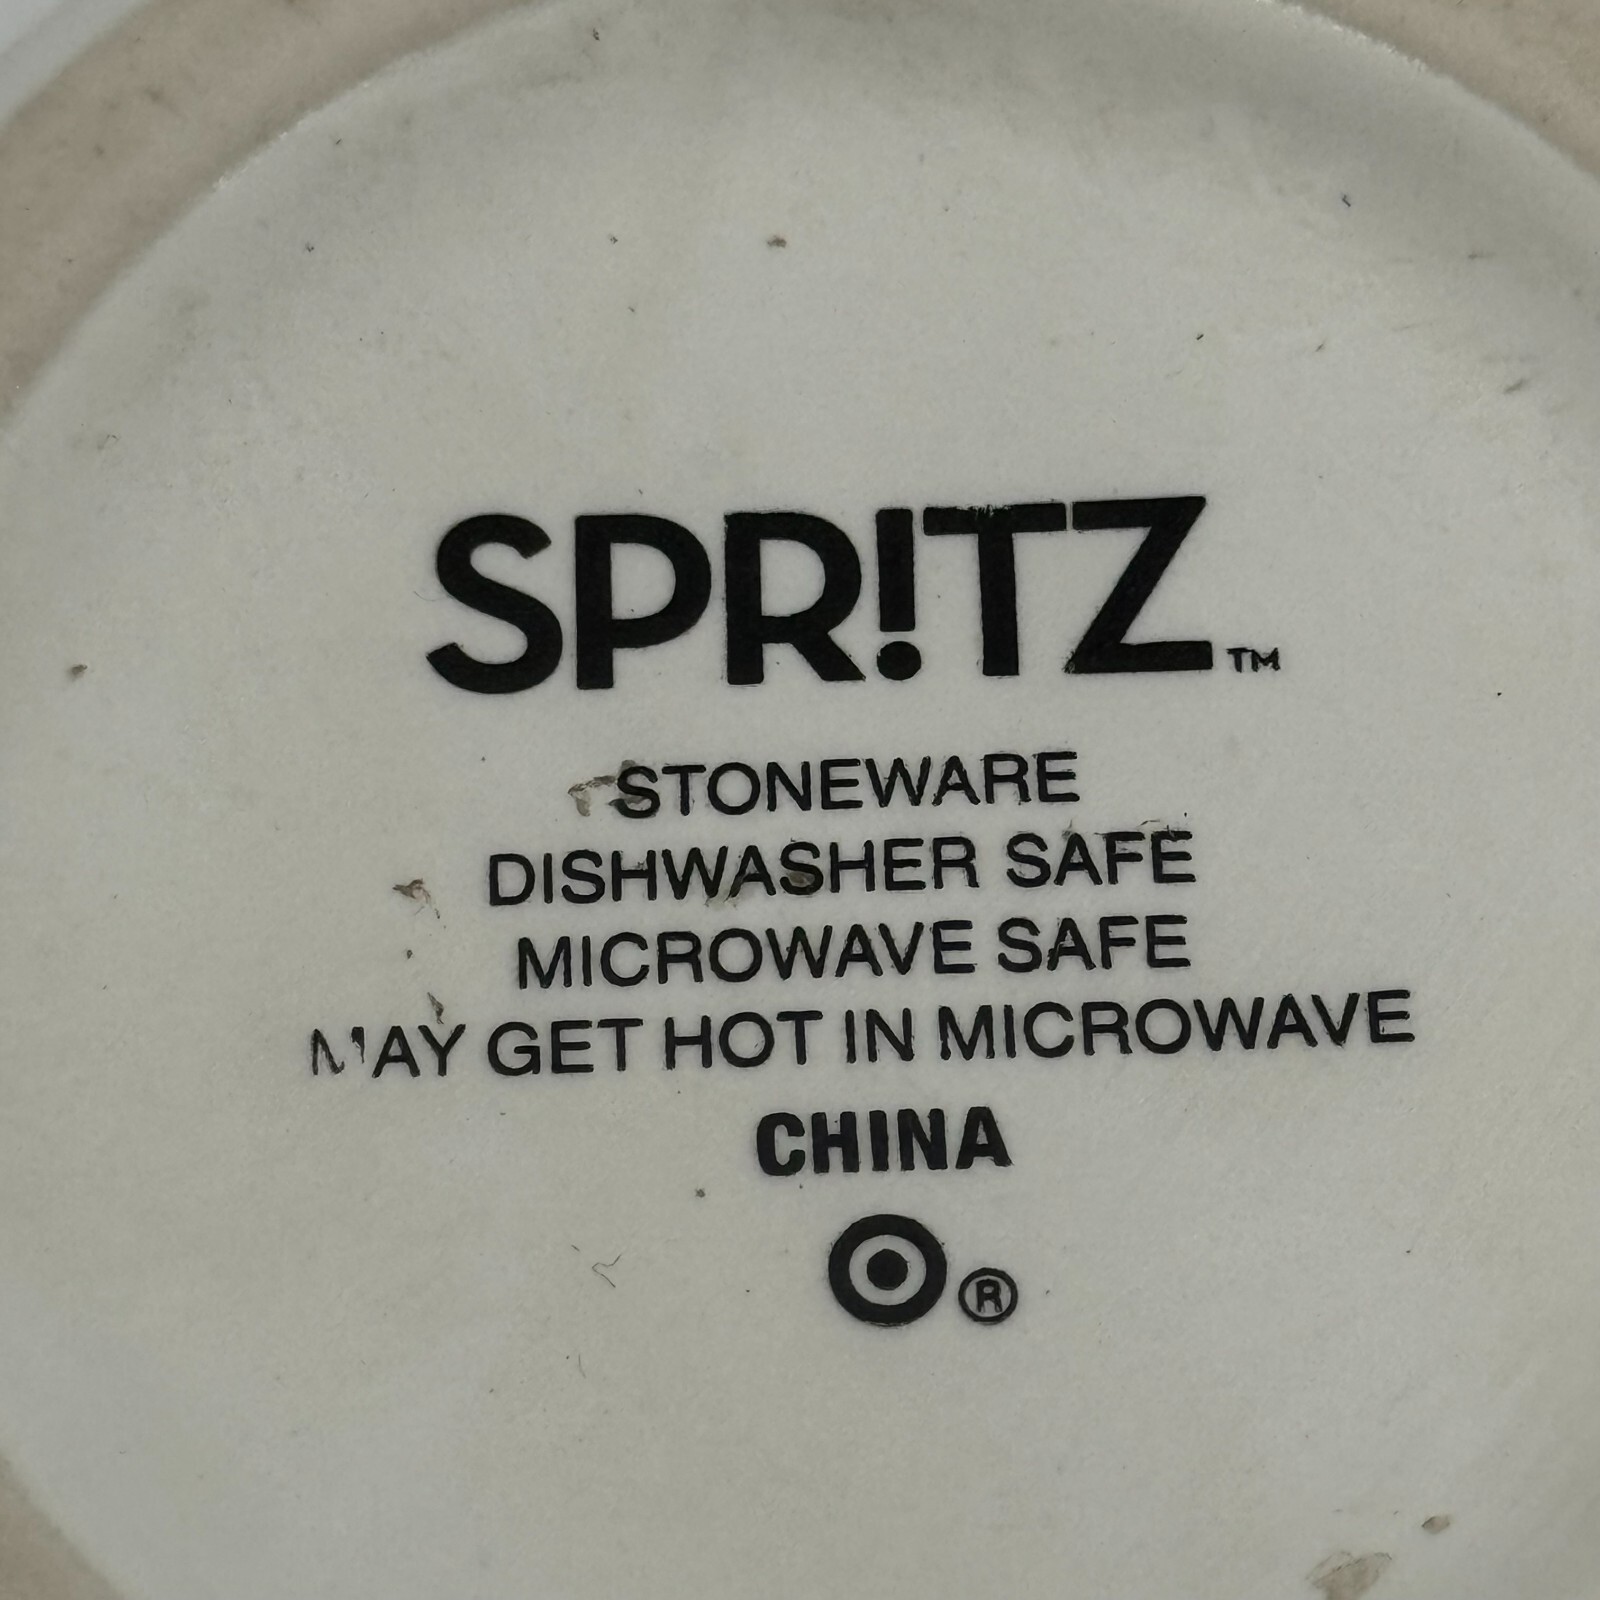 SPR!TZ™
STONEWARE
DISHWASHER SAFE
MICROWAVE SAFE
MAY GET HOT IN MICROWAVE
CHINA
®